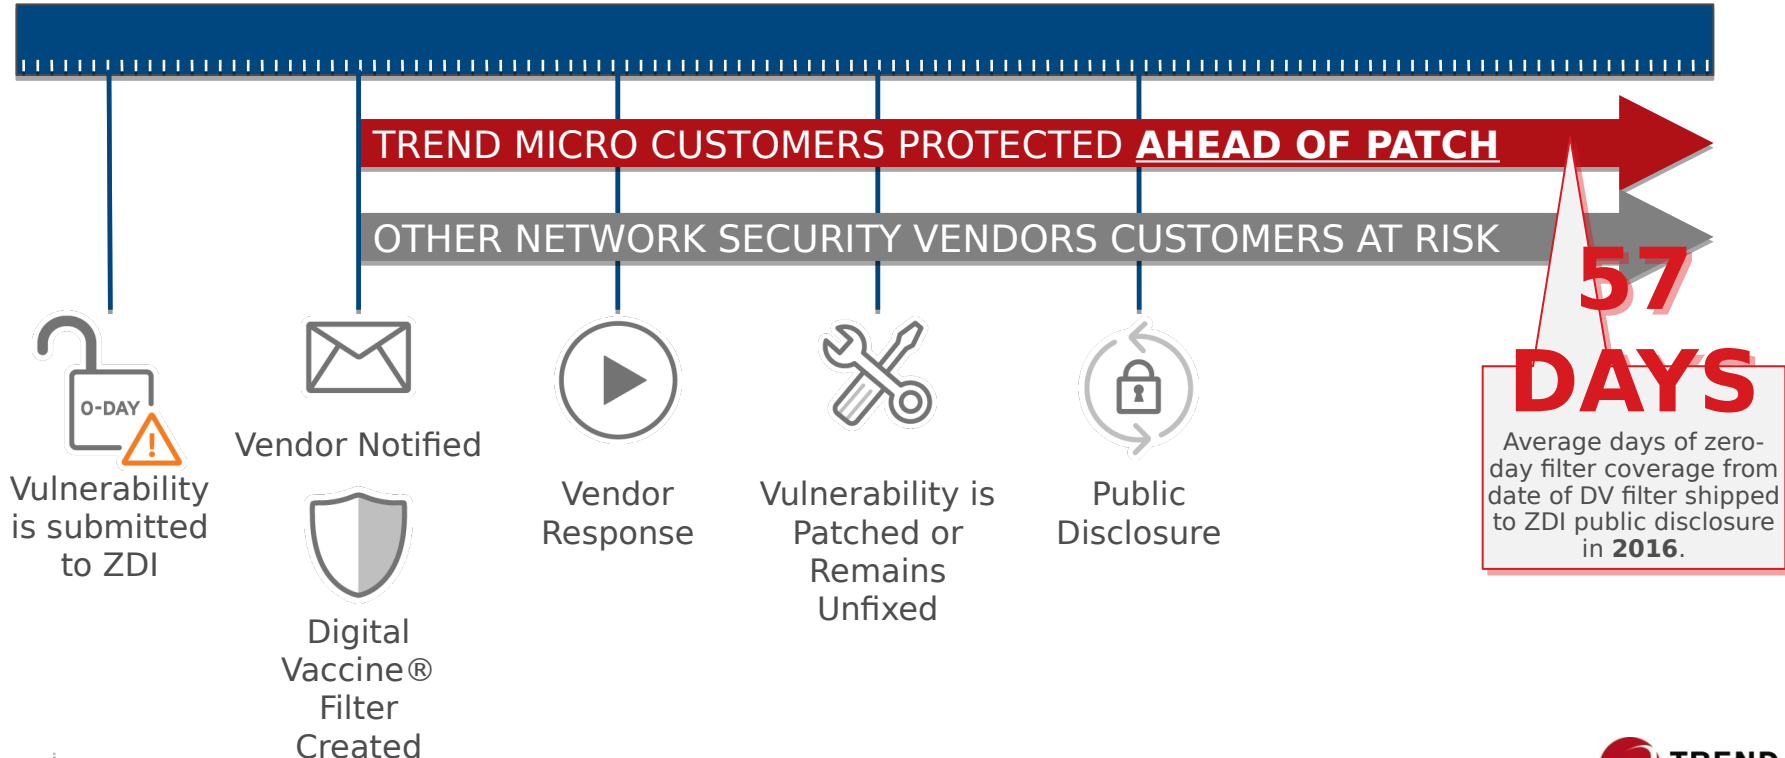 TREND MICRO CUSTOMERS PROTECTED AHEAD OF PATCH
OTHER NETWORK SECURITY VENDORS CUSTOMERS AT RISK
0-DAY
Vulnerability
is submitted
to ZDI
Vendor Notified
Digital
Vaccine®
Filter
Created
Vendor
Response
Vulnerability is
Patched or
Remains
Unfixed
Public
Disclosure
57
DAYS
Average days of zero-
day filter coverage from
date of DV filter shipped
to ZDI public disclosure
in 2016.
TREND